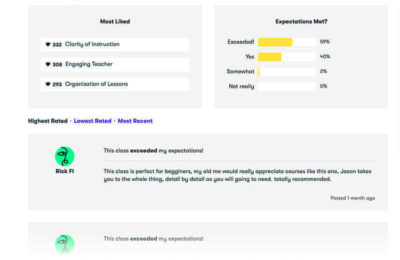 Most Liked
332 Clarity of Instruction
308 Engaging Teacher
293 Organization of Lessons
Expectations Met?
Exceeded! 59%
Yes 40%
Somewhat 2%
Not really 0%
Highest Rated · Lowest Rated · Most Recent
Rick Fl
This class exceeded my expectations!
This class is perfect for begginers, my old me would really appreciate courses like this one, Jason takes
you to the whole thing, detail by detail as you will going to need. totally recommended.
Posted 1 month ago
This class exceeded my expectations!